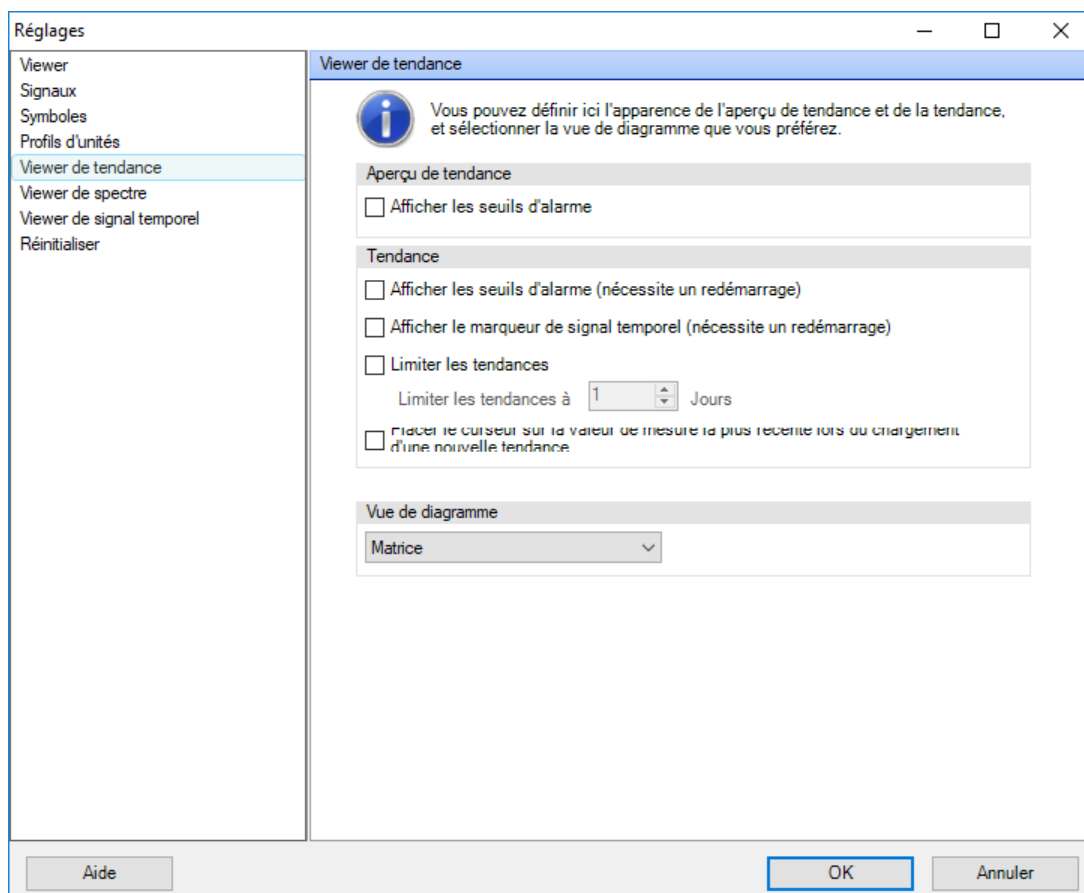 Réglages
Viewer
Signaux
Symboles
Profils d'unités
Viewer de tendance
Viewer de spectre
Viewer de signal temporel
Réinitialiser
Viewer de tendance
Vous pouvez définir ici l'apparence de l'aperçu de tendance et de la tendance,
et sélectionner la vue de diagramme que vous préférez.
Aperçu de tendance
Afficher les seuils d'alarme
Tendance
Afficher les seuils d'alarme (nécessite un redémarrage)
Afficher le marqueur de signal temporel (nécessite un redémarrage)
Limiter les tendances
Limiter les tendances à 1 Jours
Placer le curseur sur la valeur de mesure la plus récente lors du chargement
d'une nouvelle tendance
Vue de diagramme
Matrice
Aide
OK
Annuler